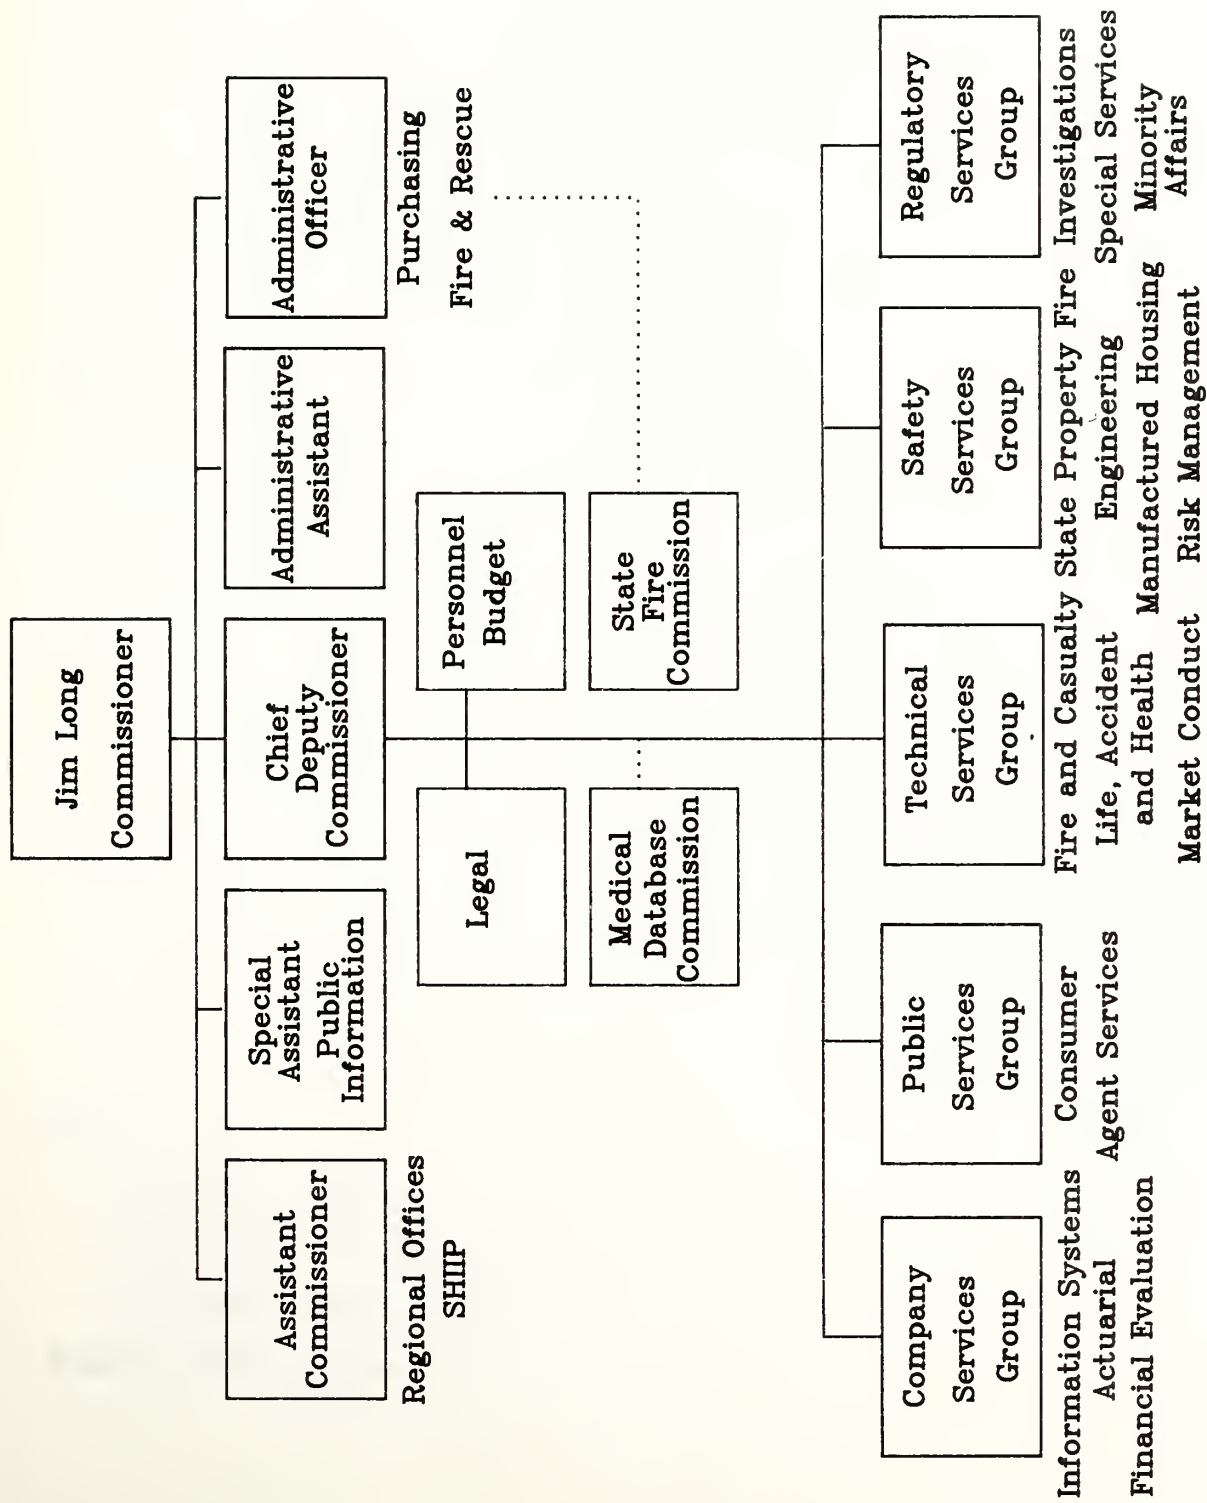 Jim Long
Commissioner
Assistant
Commissioner
Regional Offices
SHIIP
Special
Assistant
Public
Information
Chief
Deputy
Commissioner
Administrative
Assistant
Administrative
Officer
Purchasing
Fire & Rescue
Legal
Personnel
Budget
Medical
Database
Commission
State
Fire
Commission
Company
Services
Group
Information Systems
Actuarial
Financial Evaluation
Public
Services
Group
Consumer
Agent Services
Technical
Services
Group
Fire and Casualty
Life, Accident
and Health
Market Conduct
Safety
Services
Group
State Property Fire
Engineering
Manufactured Housing
Risk Management
Regulatory
Services
Group
Investigations
Special Services
Minority
Affairs